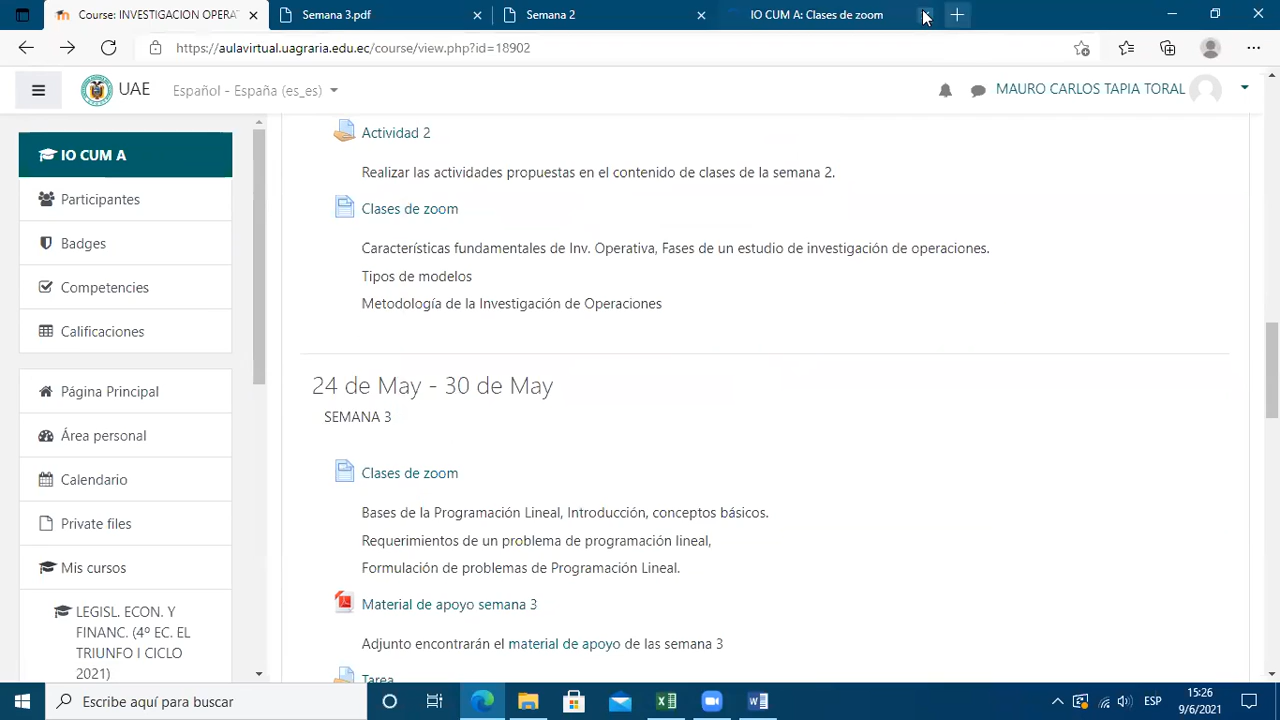 Course: INVESTIGACION OPERAT
Semana 3.pdf
Semana 2
IO CUM A: Clases de zoom
https://aulavirtual.uagraria.edu.ec/course/view.php?id=18902
UAE
Español - España (es_es)
MAURO CARLOS TAPIA TORAL
IO CUM A
Participantes
Badges
Competencies
Calificaciones
Página Principal
Área personal
Calendario
Private files
Mis cursos
LEGISL. ECON. Y
FINANC. (4º EC. EL
TRIUNFO I CICLO
2021)
Actividad 2
Realizar las actividades propuestas en el contenido de clases de la semana 2.
Clases de zoom
Características fundamentales de Inv. Operativa, Fases de un estudio de investigación de operaciones.
Tipos de modelos
Metodología de la Investigación de Operaciones
24 de May - 30 de May
SEMANA 3
Clases de zoom
Bases de la Programación Lineal, Introducción, conceptos básicos.
Requerimientos de un problema de programación lineal,
Formulación de problemas de Programación Lineal.
Material de apoyo semana 3
Adjunto encontrarán el material de apoyo de las semana 3
Tarea
Escribe aquí para buscar
ESP
15:26
9/6/2021